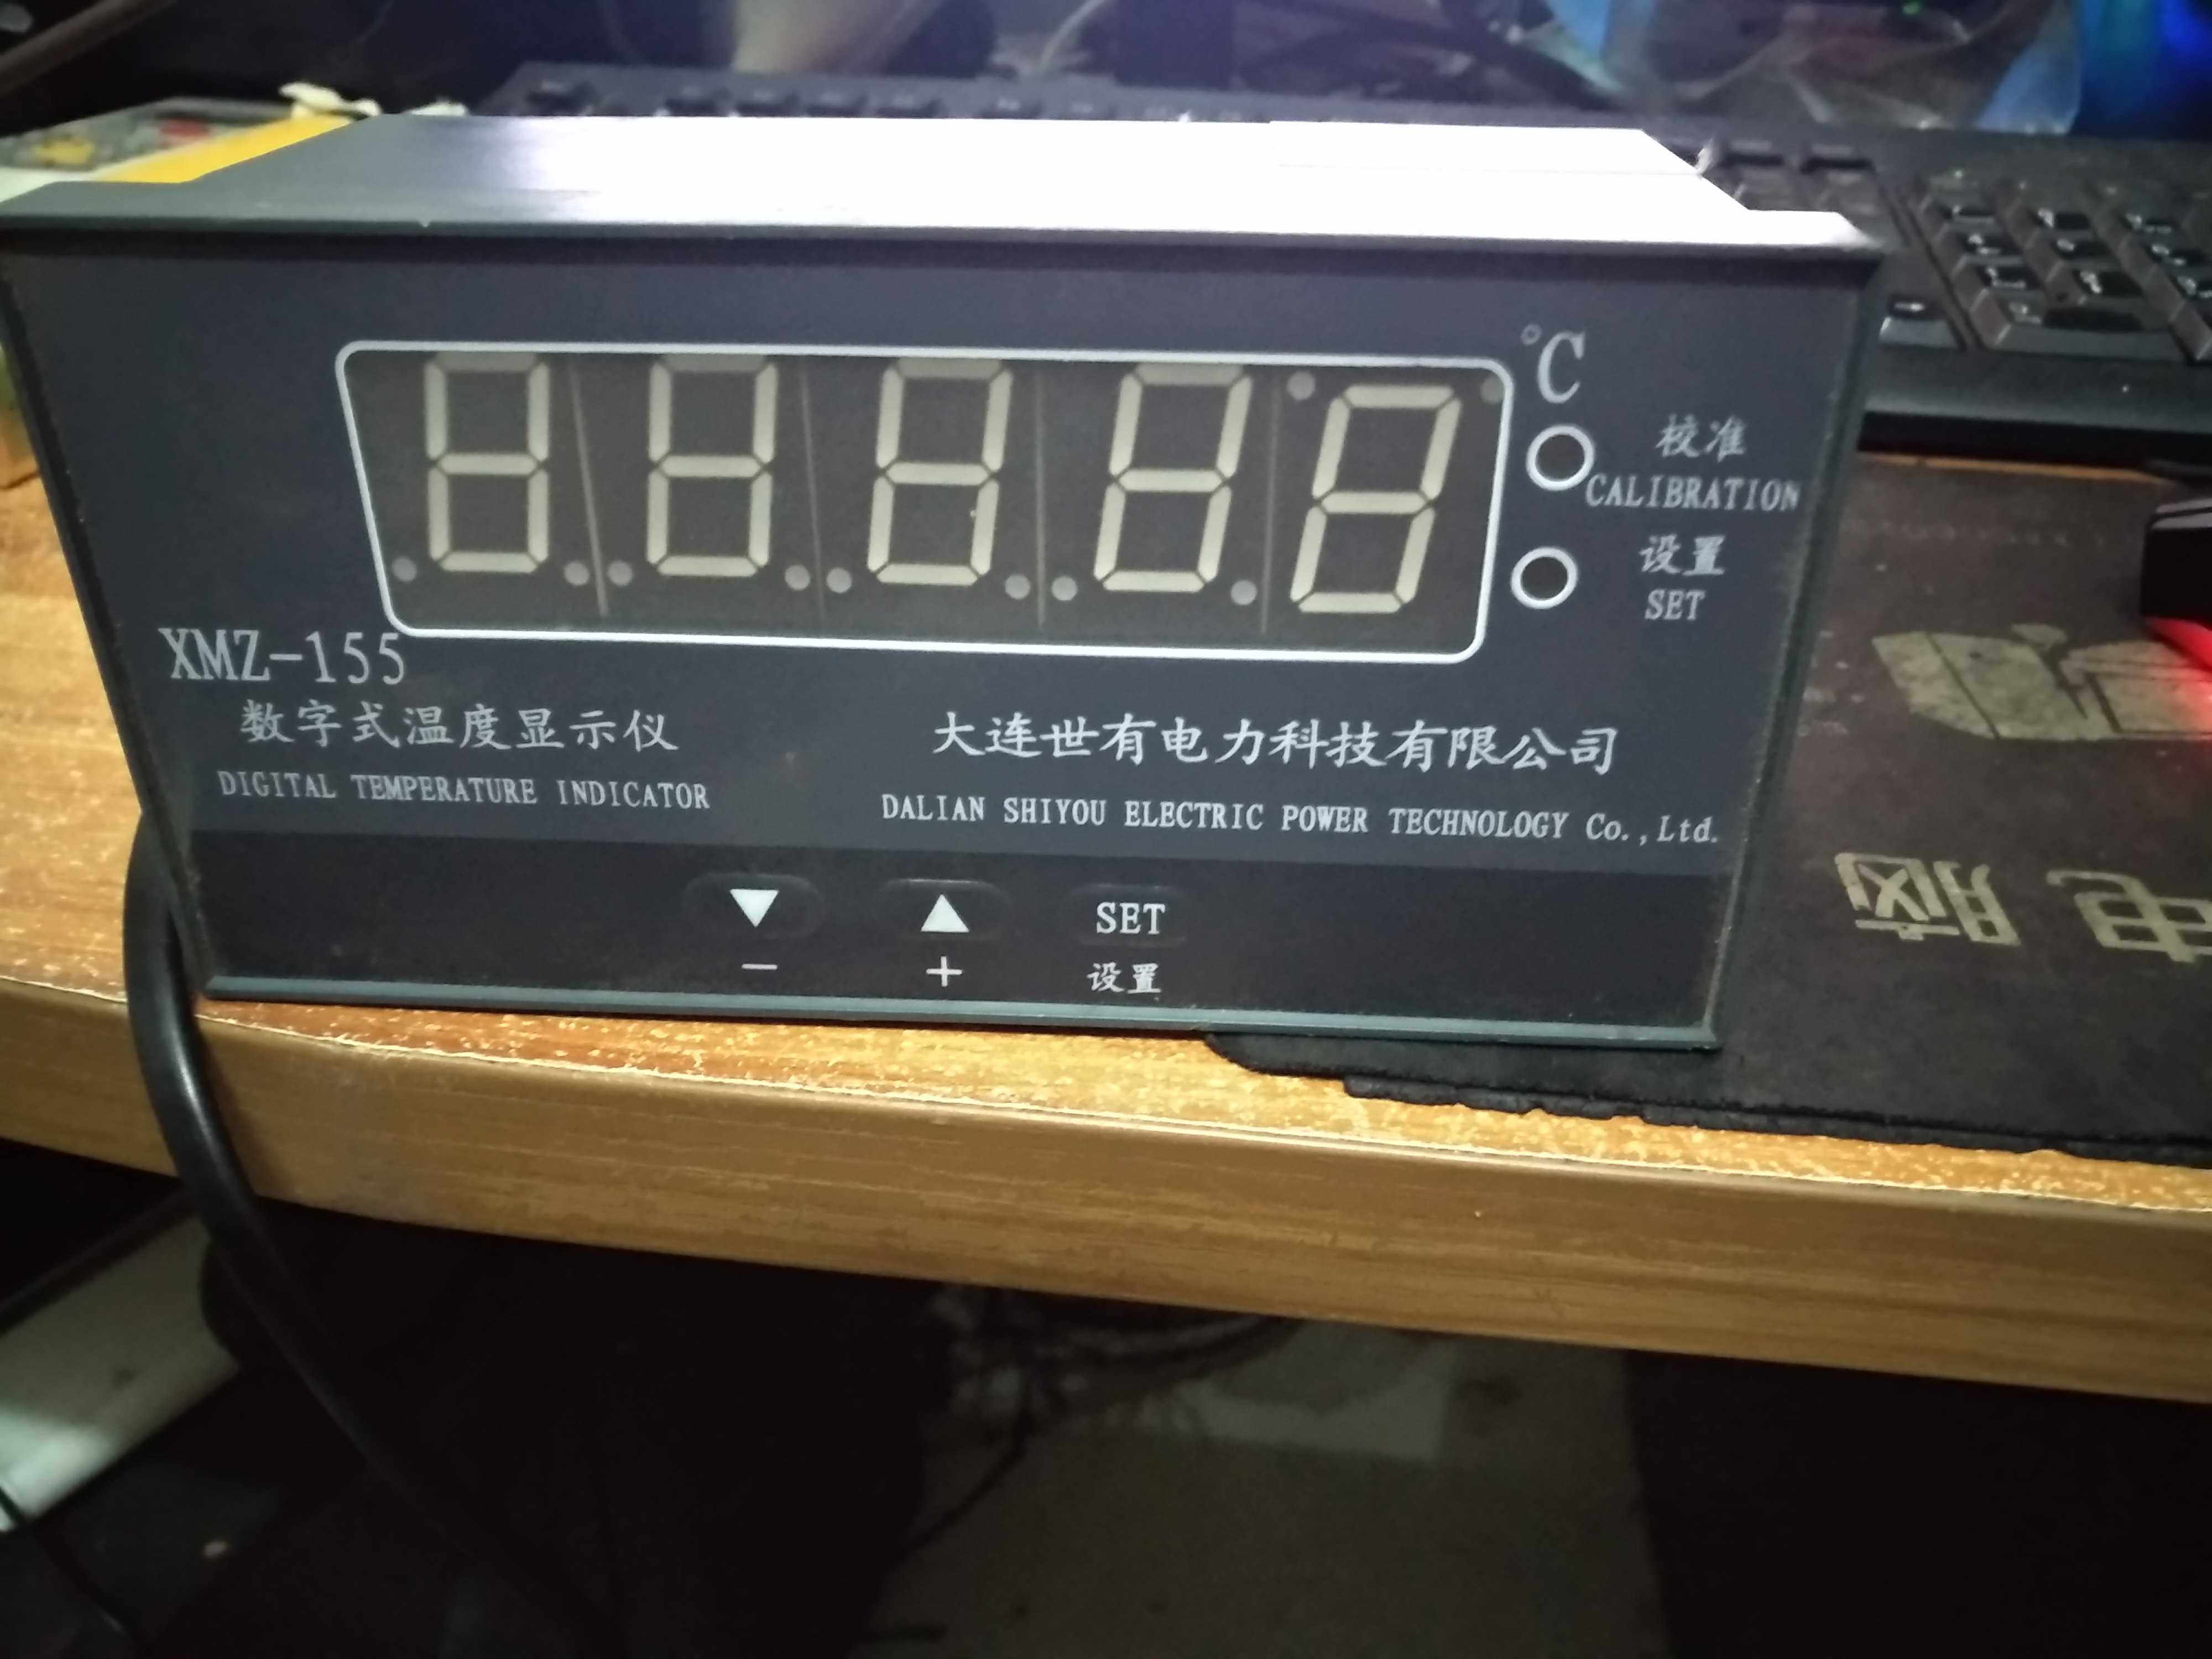 ℃
校准
CALIBRATION
设置
SET
XMZ-155
数字式温度显示仪
DIGITAL TEMPERATURE INDICATOR
大连世有电力科技有限公司
DALIAN SHIYOU ELECTRIC POWER TECHNOLOGY Co.,Ltd.
▼ ▲ SET
− + 设置
电脑